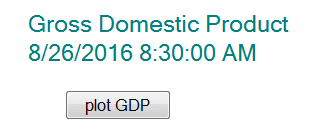 Gross Domestic Product
8/26/2016 8:30:00 AM
plot GDP